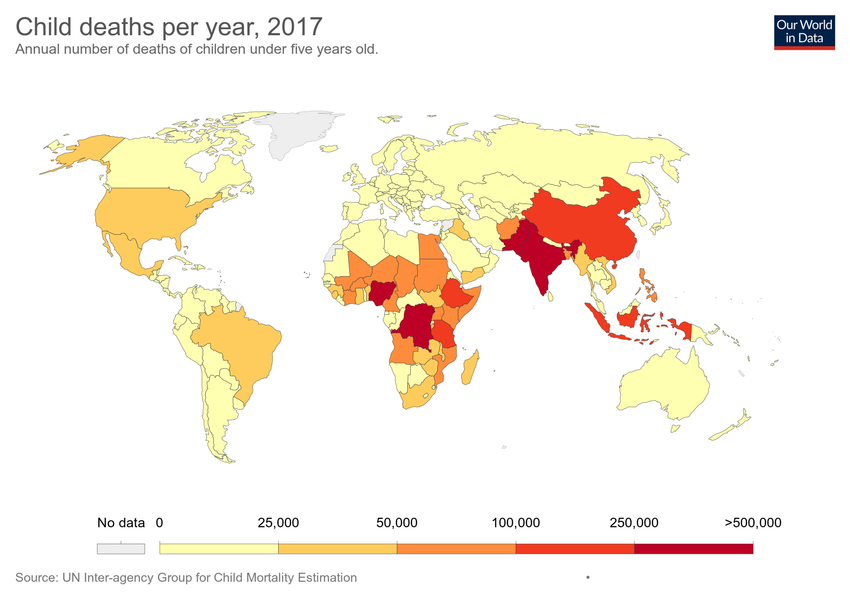 Child deaths per year, 2017
Annual number of deaths of children under five years old.
Our World
in Data
No data 0 25,000 50,000 100,000 250,000 >500,000
Source: UN Inter-agency Group for Child Mortality Estimation